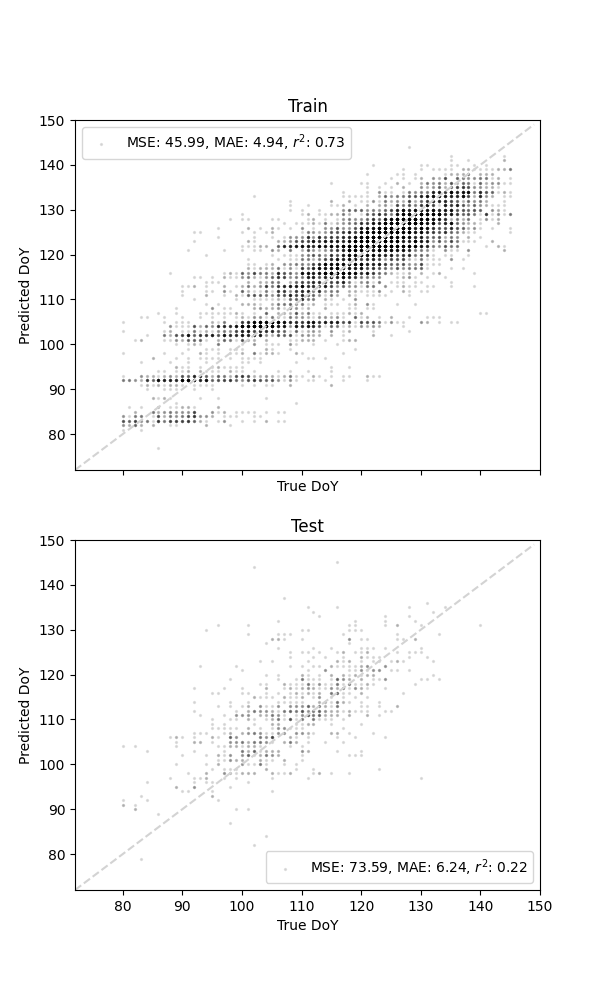 Train
MSE: 45.99, MAE: 4.94, r²: 0.73
150
140
130
120
110
100
90
80
Predicted DoY
True DoY
Test
150
140
130
120
110
100
90
80
Predicted DoY
MSE: 73.59, MAE: 6.24, r²: 0.22
80 90 100 110 120 130 140 150
True DoY